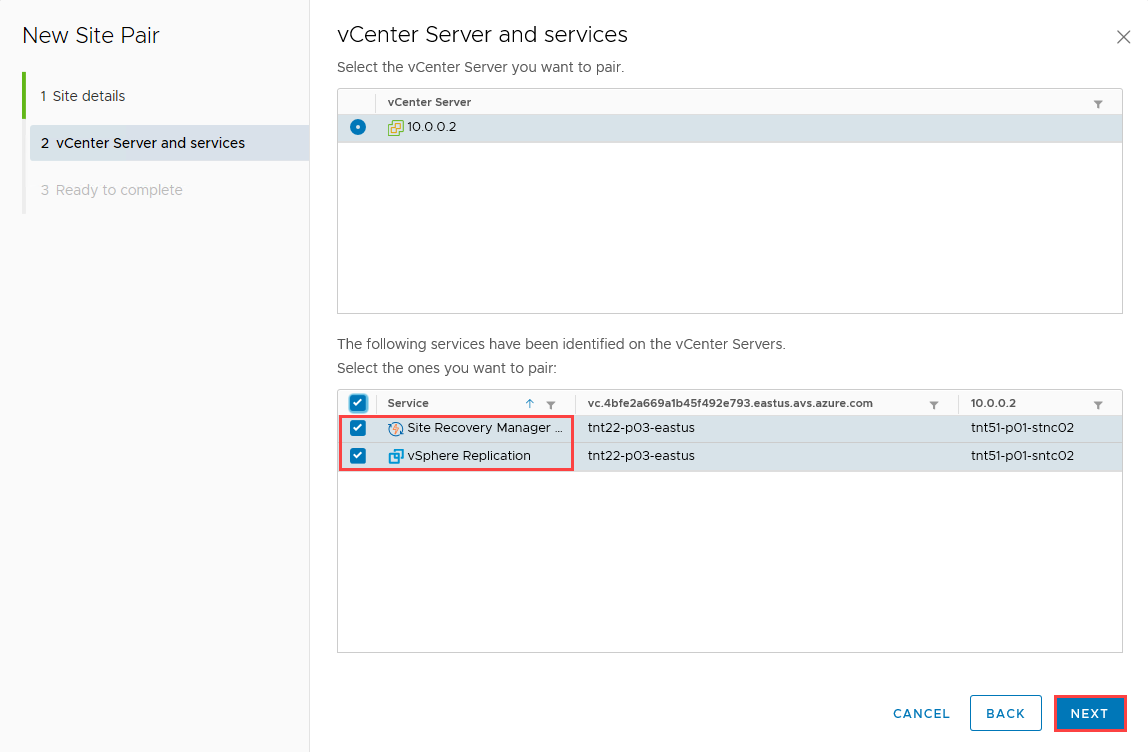 New Site Pair
1 Site details
2 vCenter Server and services
3 Ready to complete
vCenter Server and services
Select the vCenter Server you want to pair.
vCenter Server
10.0.0.2
The following services have been identified on the vCenter Servers.
Select the ones you want to pair:
Service vc.4bfe2a669a1b45f492e793.eastus.avs.azure.com 10.0.0.2
Site Recovery Manager ... tnt22-p03-eastus tnt51-p01-stnc02
vSphere Replication tnt22-p03-eastus tnt51-p01-sntc02
CANCEL BACK NEXT